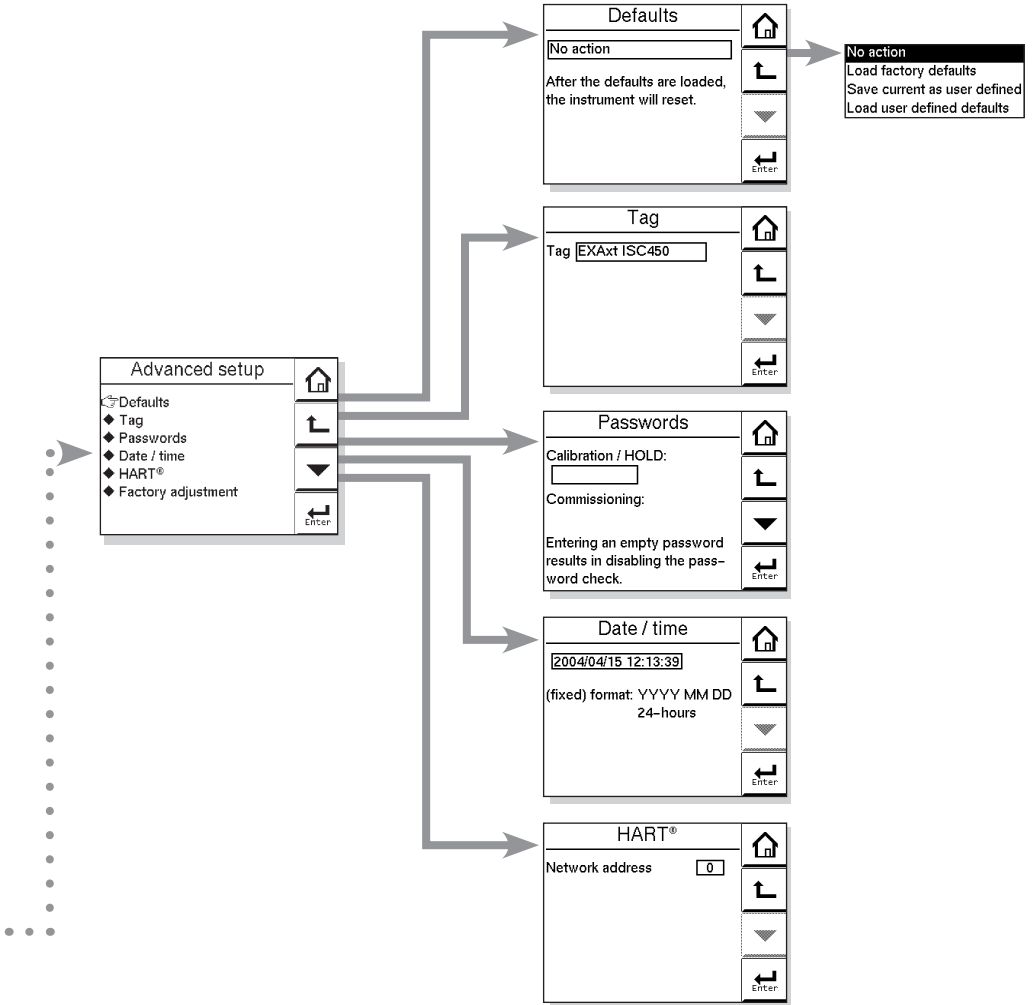 Defaults
No action
After the defaults are loaded,
the instrument will reset.
Enter
No action
Load factory defaults
Save current as user defined
Load user defined defaults
Tag
Tag EXAxt ISC450
Enter
Advanced setup
Defaults
Tag
Passwords
Date / time
HART®
Factory adjustment
Enter
Passwords
Calibration / HOLD:
Commissioning:
Entering an empty password
results in disabling the pass-
word check.
Enter
Date / time
2004/04/15 12:13:39
(fixed) format: YYYY MM DD
24-hours
Enter
HART®
Network address 0
Enter